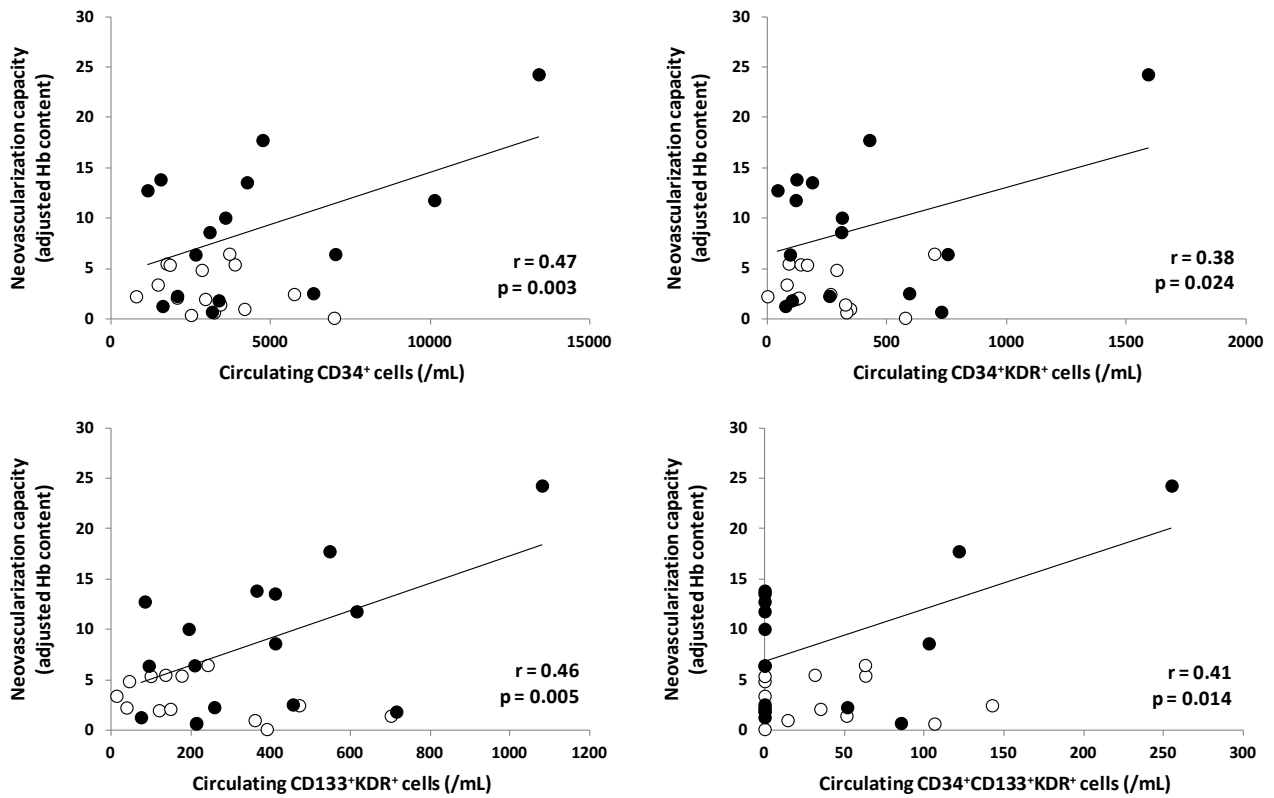 Neovascularization capacity
(adjusted Hb content)
30
25
20
15
10
5
0
0
5000
10000
15000
r = 0.47
p = 0.003
Circulating CD34⁺ cells (/mL)
Neovascularization capacity
(adjusted Hb content)
30
25
20
15
10
5
0
0
500
1000
1500
2000
r = 0.38
p = 0.024
Circulating CD34⁺KDR⁺ cells (/mL)
Neovascularization capacity
(adjusted Hb content)
30
25
20
15
10
5
0
0
200
400
600
800
1000
1200
r = 0.46
p = 0.005
Circulating CD133⁺KDR⁺ cells (/mL)
Neovascularization capacity
(adjusted Hb content)
30
25
20
15
10
5
0
0
50
100
150
200
250
300
r = 0.41
p = 0.014
Circulating CD34⁺CD133⁺KDR⁺ cells (/mL)